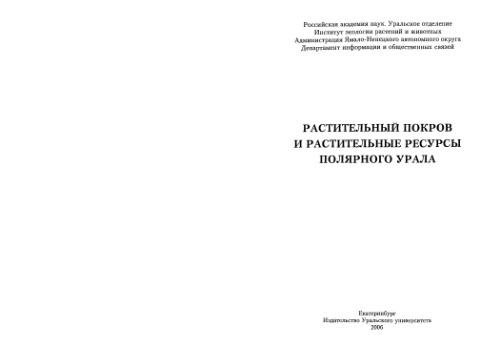 Российская академия наук. Уральское отделение
Институт экологии растений и животных
Администрация Ямало-Ненецкого автономного округа
Департамент информации и общественных связей
РАСТИТЕЛЬНЫЙ ПОКРОВ
И РАСТИТЕЛЬНЫЕ РЕСУРСЫ
ПОЛЯРНОГО УРАЛА
Екатеринбург
Издательство Уральского университета
2006